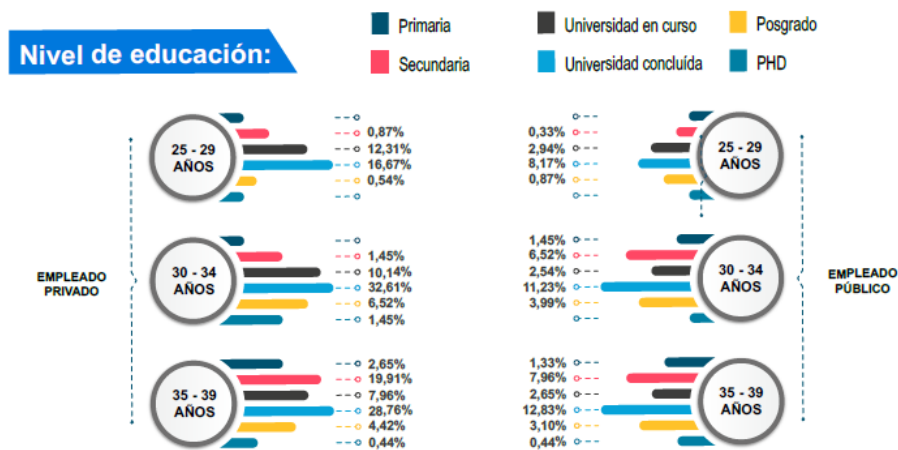 Nivel de educación:
Primaria
Secundaria
Universidad en curso
Universidad concluída
Posgrado
PHD
EMPLEADO
PRIVADO
25 - 29
AÑOS
0,87%
12,31%
16,67%
0,54%
30 - 34
AÑOS
1,45%
10,14%
32,61%
6,52%
1,45%
35 - 39
AÑOS
2,65%
19,91%
7,96%
28,76%
4,42%
0,44%
0,33%
2,94%
8,17%
0,87%
25 - 29
AÑOS
1,45%
6,52%
2,54%
11,23%
3,99%
30 - 34
AÑOS
1,33%
7,96%
2,65%
12,83%
3,10%
0,44%
35 - 39
AÑOS
EMPLEADO
PÚBLICO